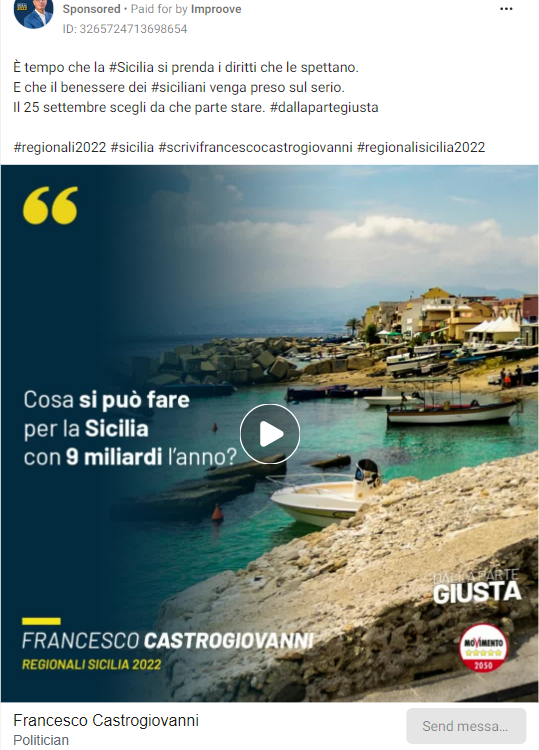 Sponsored • Paid for by Improove
ID: 3265724713698654
È tempo che la #Sicilia si prenda i diritti che le spettano.
E che il benessere dei #siciliani venga preso sul serio.
Il 25 settembre scegli da che parte stare. #dallapartegiusta
#regionali2022 #sicilia #scrivifrancescocastrogiovanni #regionalisicilia2022
Cosa si può fare
per la Sicilia
con 9 miliardi l'anno?
DALLA PARTE
GIUSTA
FRANCESCO CASTROGIOVANNI
REGIONALI SICILIA 2022
MOVIMENTO
2050
Francesco Castrogiovanni
Politician
Send messa...